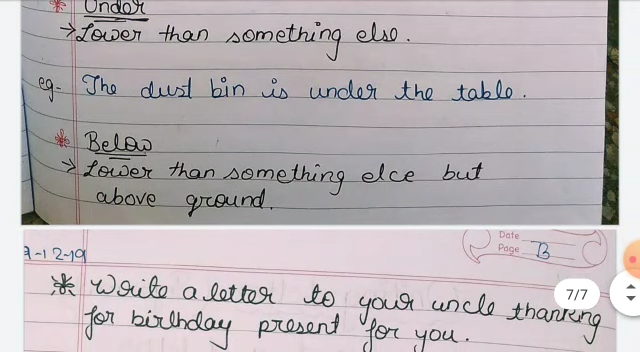 * Under
→ Lower than something else.
eg- The dust bin is under the table.
* Below
→ Lower than something elce but
above ground.
Date
Page B
7-12-19
* Write a letter to your uncle thanking
for birthday present for you.
7/7